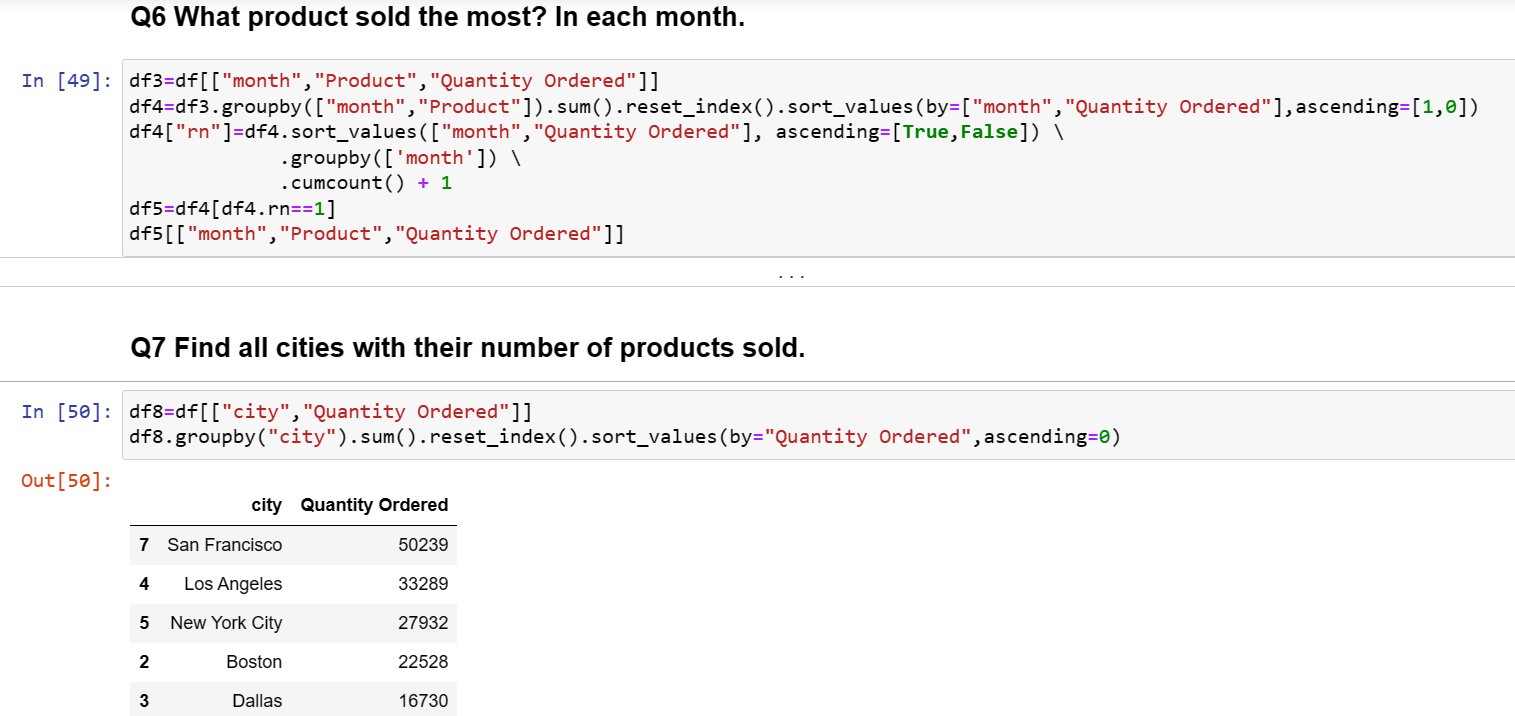 Q6 What product sold the most? In each month.
In [49]: df3=df[["month","Product","Quantity Ordered"]]
df4=df3.groupby(["month","Product"]).sum().reset_index().sort_values(by=["month","Quantity Ordered"],ascending=[1,0])
df4["rn"]=df4.sort_values(["month","Quantity Ordered"], ascending=[True,False]) \
.groupby(['month']) \
.cumcount() + 1
df5=df4[df4.rn==1]
df5[["month","Product","Quantity Ordered"]]
...
Q7 Find all cities with their number of products sold.
In [50]: df8=df[["city","Quantity Ordered"]]
df8.groupby("city").sum().reset_index().sort_values(by="Quantity Ordered",ascending=0)
Out[50]:
city Quantity Ordered
7 San Francisco 50239
4 Los Angeles 33289
5 New York City 27932
2 Boston 22528
3 Dallas 16730